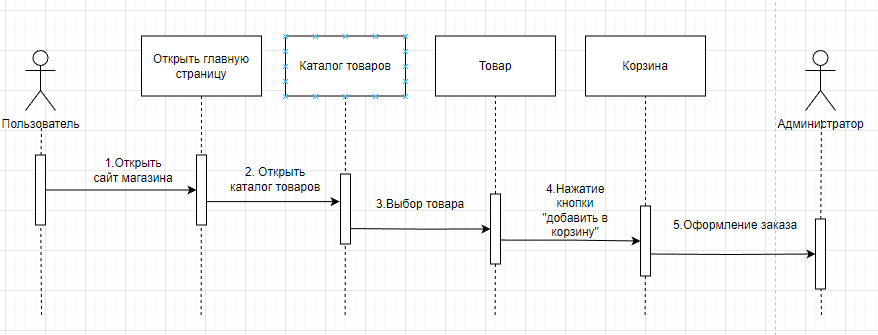 Открыть главную
страницу
Каталог товаров
Товар
Корзина
Пользователь
Администратор
1.Открыть
сайт магазина
2. Открыть
каталог товаров
3.Выбор товара
4.Нажатие
кнопки
"добавить в
корзину"
5.Оформление заказа